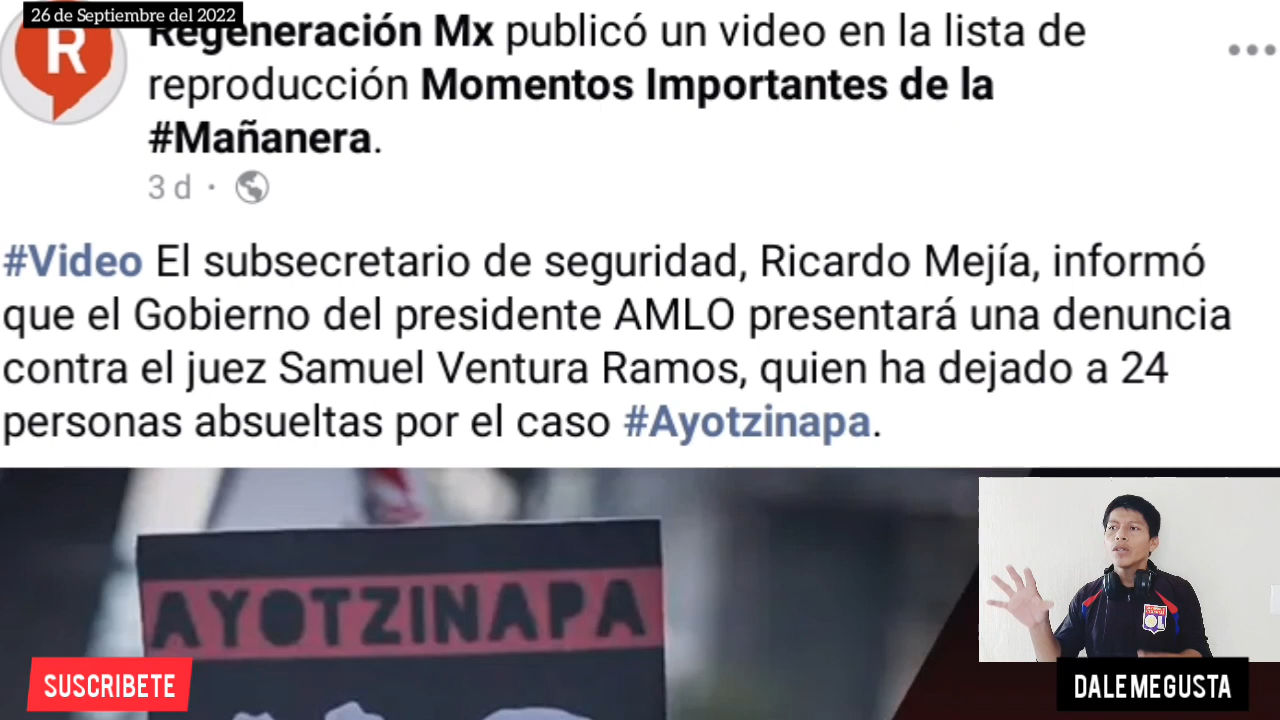 26 de Septiembre del 2022
R
Regeneración Mx publicó un video en la lista de
reproducción Momentos Importantes de la
#Mañanera.
3 d ·
#Video El subsecretario de seguridad, Ricardo Mejía, informó
que el Gobierno del presidente AMLO presentará una denuncia
contra el juez Samuel Ventura Ramos, quien ha dejado a 24
personas absueltas por el caso #Ayotzinapa.
AYOTZINAPA
SUSCRIBETE
DALE ME GUSTA